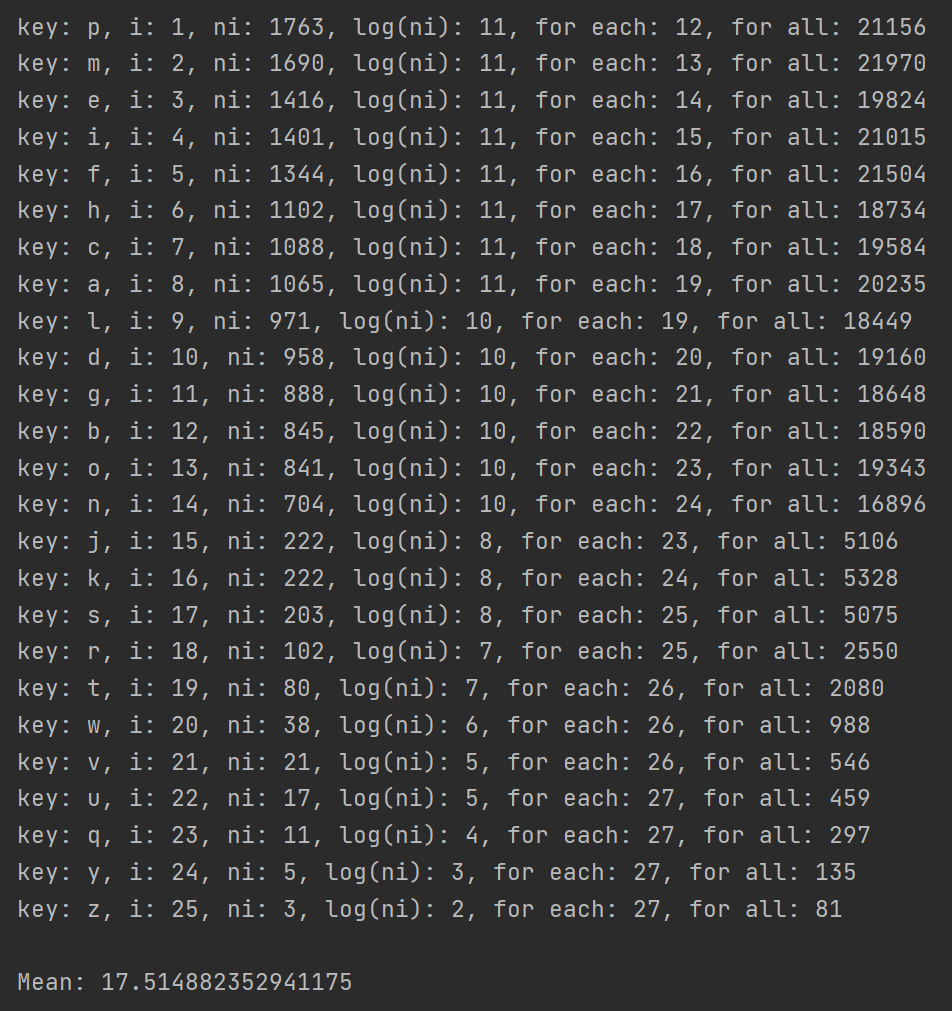 key: p, i: 1, ni: 1763, log(ni): 11, for each: 12, for all: 21156
key: m, i: 2, ni: 1690, log(ni): 11, for each: 13, for all: 21970
key: e, i: 3, ni: 1416, log(ni): 11, for each: 14, for all: 19824
key: i, i: 4, ni: 1401, log(ni): 11, for each: 15, for all: 21015
key: f, i: 5, ni: 1344, log(ni): 11, for each: 16, for all: 21504
key: h, i: 6, ni: 1102, log(ni): 11, for each: 17, for all: 18734
key: c, i: 7, ni: 1088, log(ni): 11, for each: 18, for all: 19584
key: a, i: 8, ni: 1065, log(ni): 11, for each: 19, for all: 20235
key: l, i: 9, ni: 971, log(ni): 10, for each: 19, for all: 18449
key: d, i: 10, ni: 958, log(ni): 10, for each: 20, for all: 19160
key: g, i: 11, ni: 888, log(ni): 10, for each: 21, for all: 18648
key: b, i: 12, ni: 845, log(ni): 10, for each: 22, for all: 18590
key: o, i: 13, ni: 841, log(ni): 10, for each: 23, for all: 19343
key: n, i: 14, ni: 704, log(ni): 10, for each: 24, for all: 16896
key: j, i: 15, ni: 222, log(ni): 8, for each: 23, for all: 5106
key: k, i: 16, ni: 222, log(ni): 8, for each: 24, for all: 5328
key: s, i: 17, ni: 203, log(ni): 8, for each: 25, for all: 5075
key: r, i: 18, ni: 102, log(ni): 7, for each: 25, for all: 2550
key: t, i: 19, ni: 80, log(ni): 7, for each: 26, for all: 2080
key: w, i: 20, ni: 38, log(ni): 6, for each: 26, for all: 988
key: v, i: 21, ni: 21, log(ni): 5, for each: 26, for all: 546
key: u, i: 22, ni: 17, log(ni): 5, for each: 27, for all: 459
key: q, i: 23, ni: 11, log(ni): 4, for each: 27, for all: 297
key: y, i: 24, ni: 5, log(ni): 3, for each: 27, for all: 135
key: z, i: 25, ni: 3, log(ni): 2, for each: 27, for all: 81
Mean: 17.514882352941175